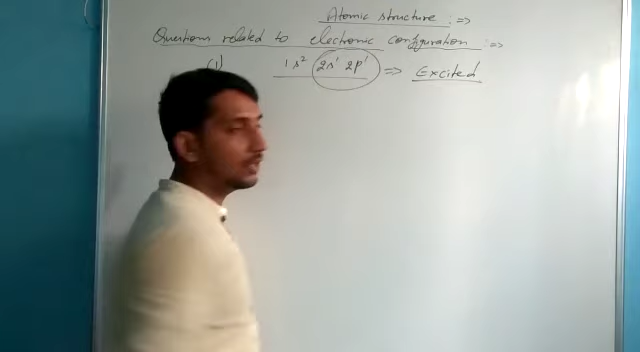 Atomic structure :⇒
Questions related to electronic configuration :⇒
(1) 1s² 2s¹ 2p¹ ⇒ Excited